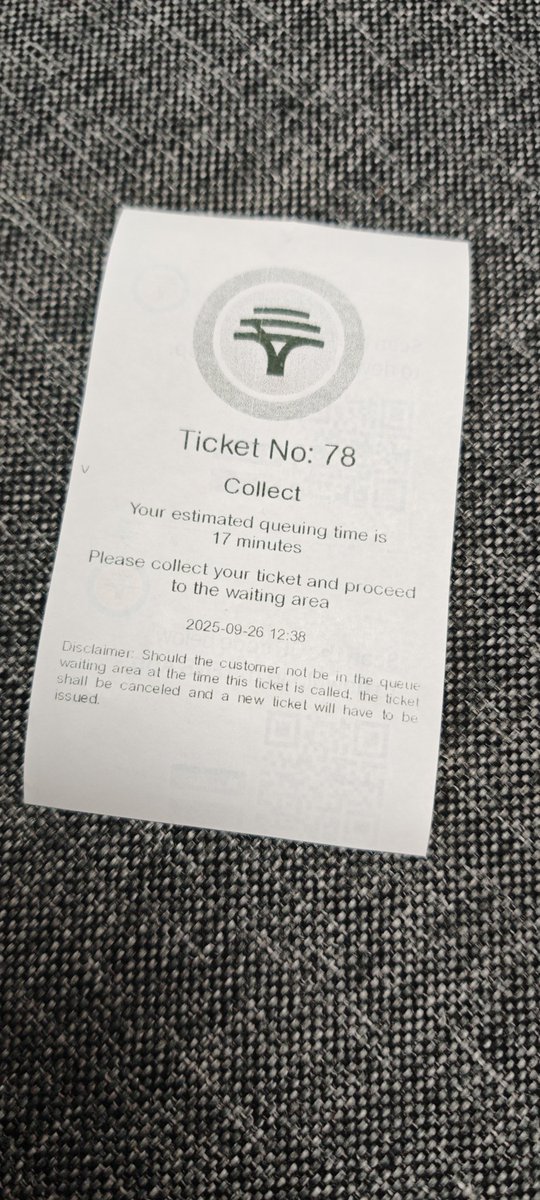 Ticket No: 78
Collect
Your estimated queuing time is
17 minutes
Please collect your ticket and proceed
to the waiting area
2025-09-26 12:38
Disclaimer: Should the customer not be in the queue
waiting area at the time this ticket is called, the ticket
shall be canceled and a new ticket will have to be
issued.